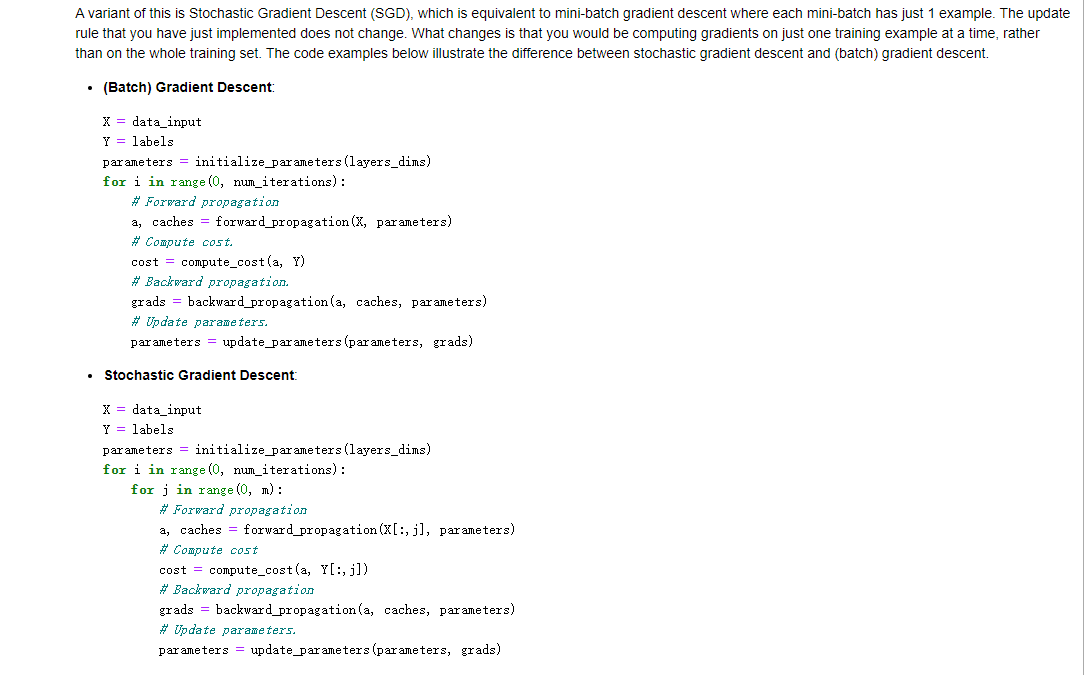 A variant of this is Stochastic Gradient Descent (SGD), which is equivalent to mini-batch gradient descent where each mini-batch has just 1 example. The update
rule that you have just implemented does not change. What changes is that you would be computing gradients on just one training example at a time, rather
than on the whole training set. The code examples below illustrate the difference between stochastic gradient descent and (batch) gradient descent.
• (Batch) Gradient Descent:
X = data_input
Y = labels
parameters = initialize_parameters(layers_dims)
for i in range(0, num_iterations):
    # Forward propagation
    a, caches = forward_propagation(X, parameters)
    # Compute cost.
    cost = compute_cost(a, Y)
    # Backward propagation.
    grads = backward_propagation(a, caches, parameters)
    # Update parameters.
    parameters = update_parameters(parameters, grads)
• Stochastic Gradient Descent:
X = data_input
Y = labels
parameters = initialize_parameters(layers_dims)
for i in range(0, num_iterations):
    for j in range(0, m):
        # Forward propagation
        a, caches = forward_propagation(X[:,j], parameters)
        # Compute cost
        cost = compute_cost(a, Y[:,j])
        # Backward propagation
        grads = backward_propagation(a, caches, parameters)
        # Update parameters.
        parameters = update_parameters(parameters, grads)